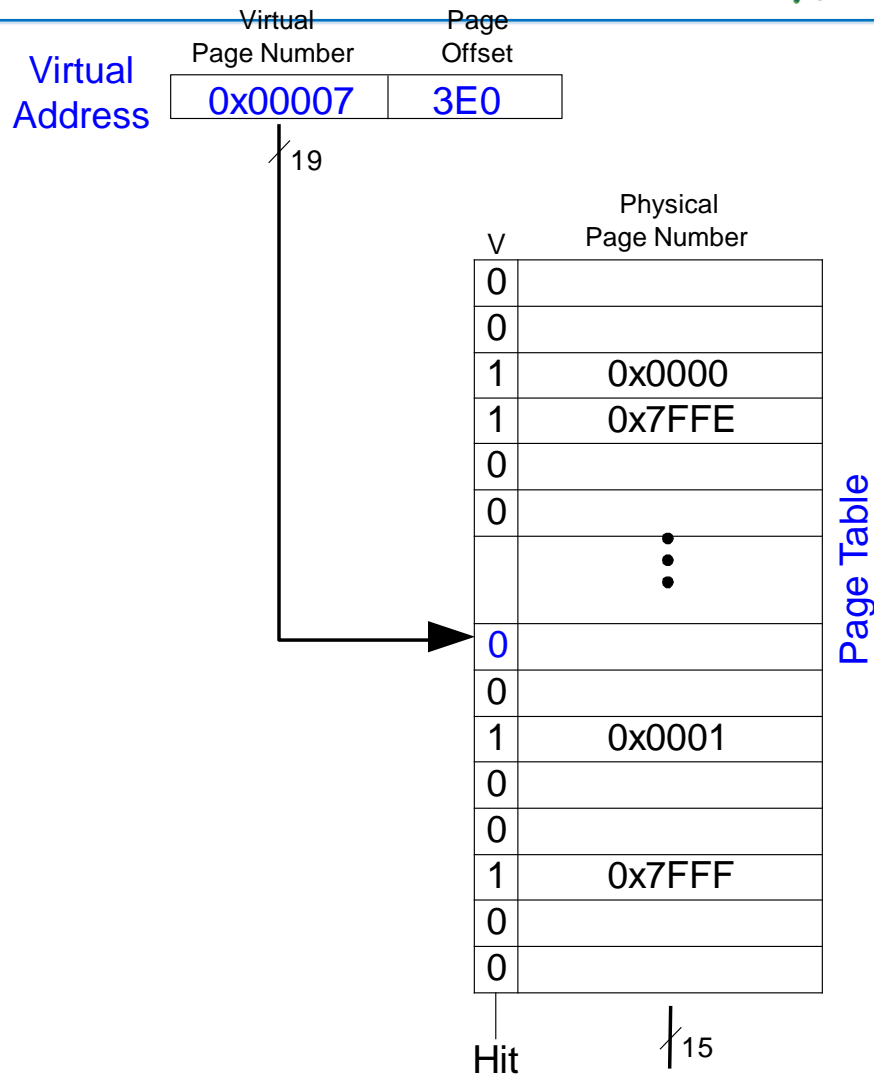 Virtual
Page Number
Page
Offset
Virtual
Address
0x00007
3E0
19
Physical
Page Number
V
0
0
1 0x0000
1 0x7FFE
0
0
0
0
1 0x0001
0
0
1 0x7FFF
0
0
Page Table
Hit
15